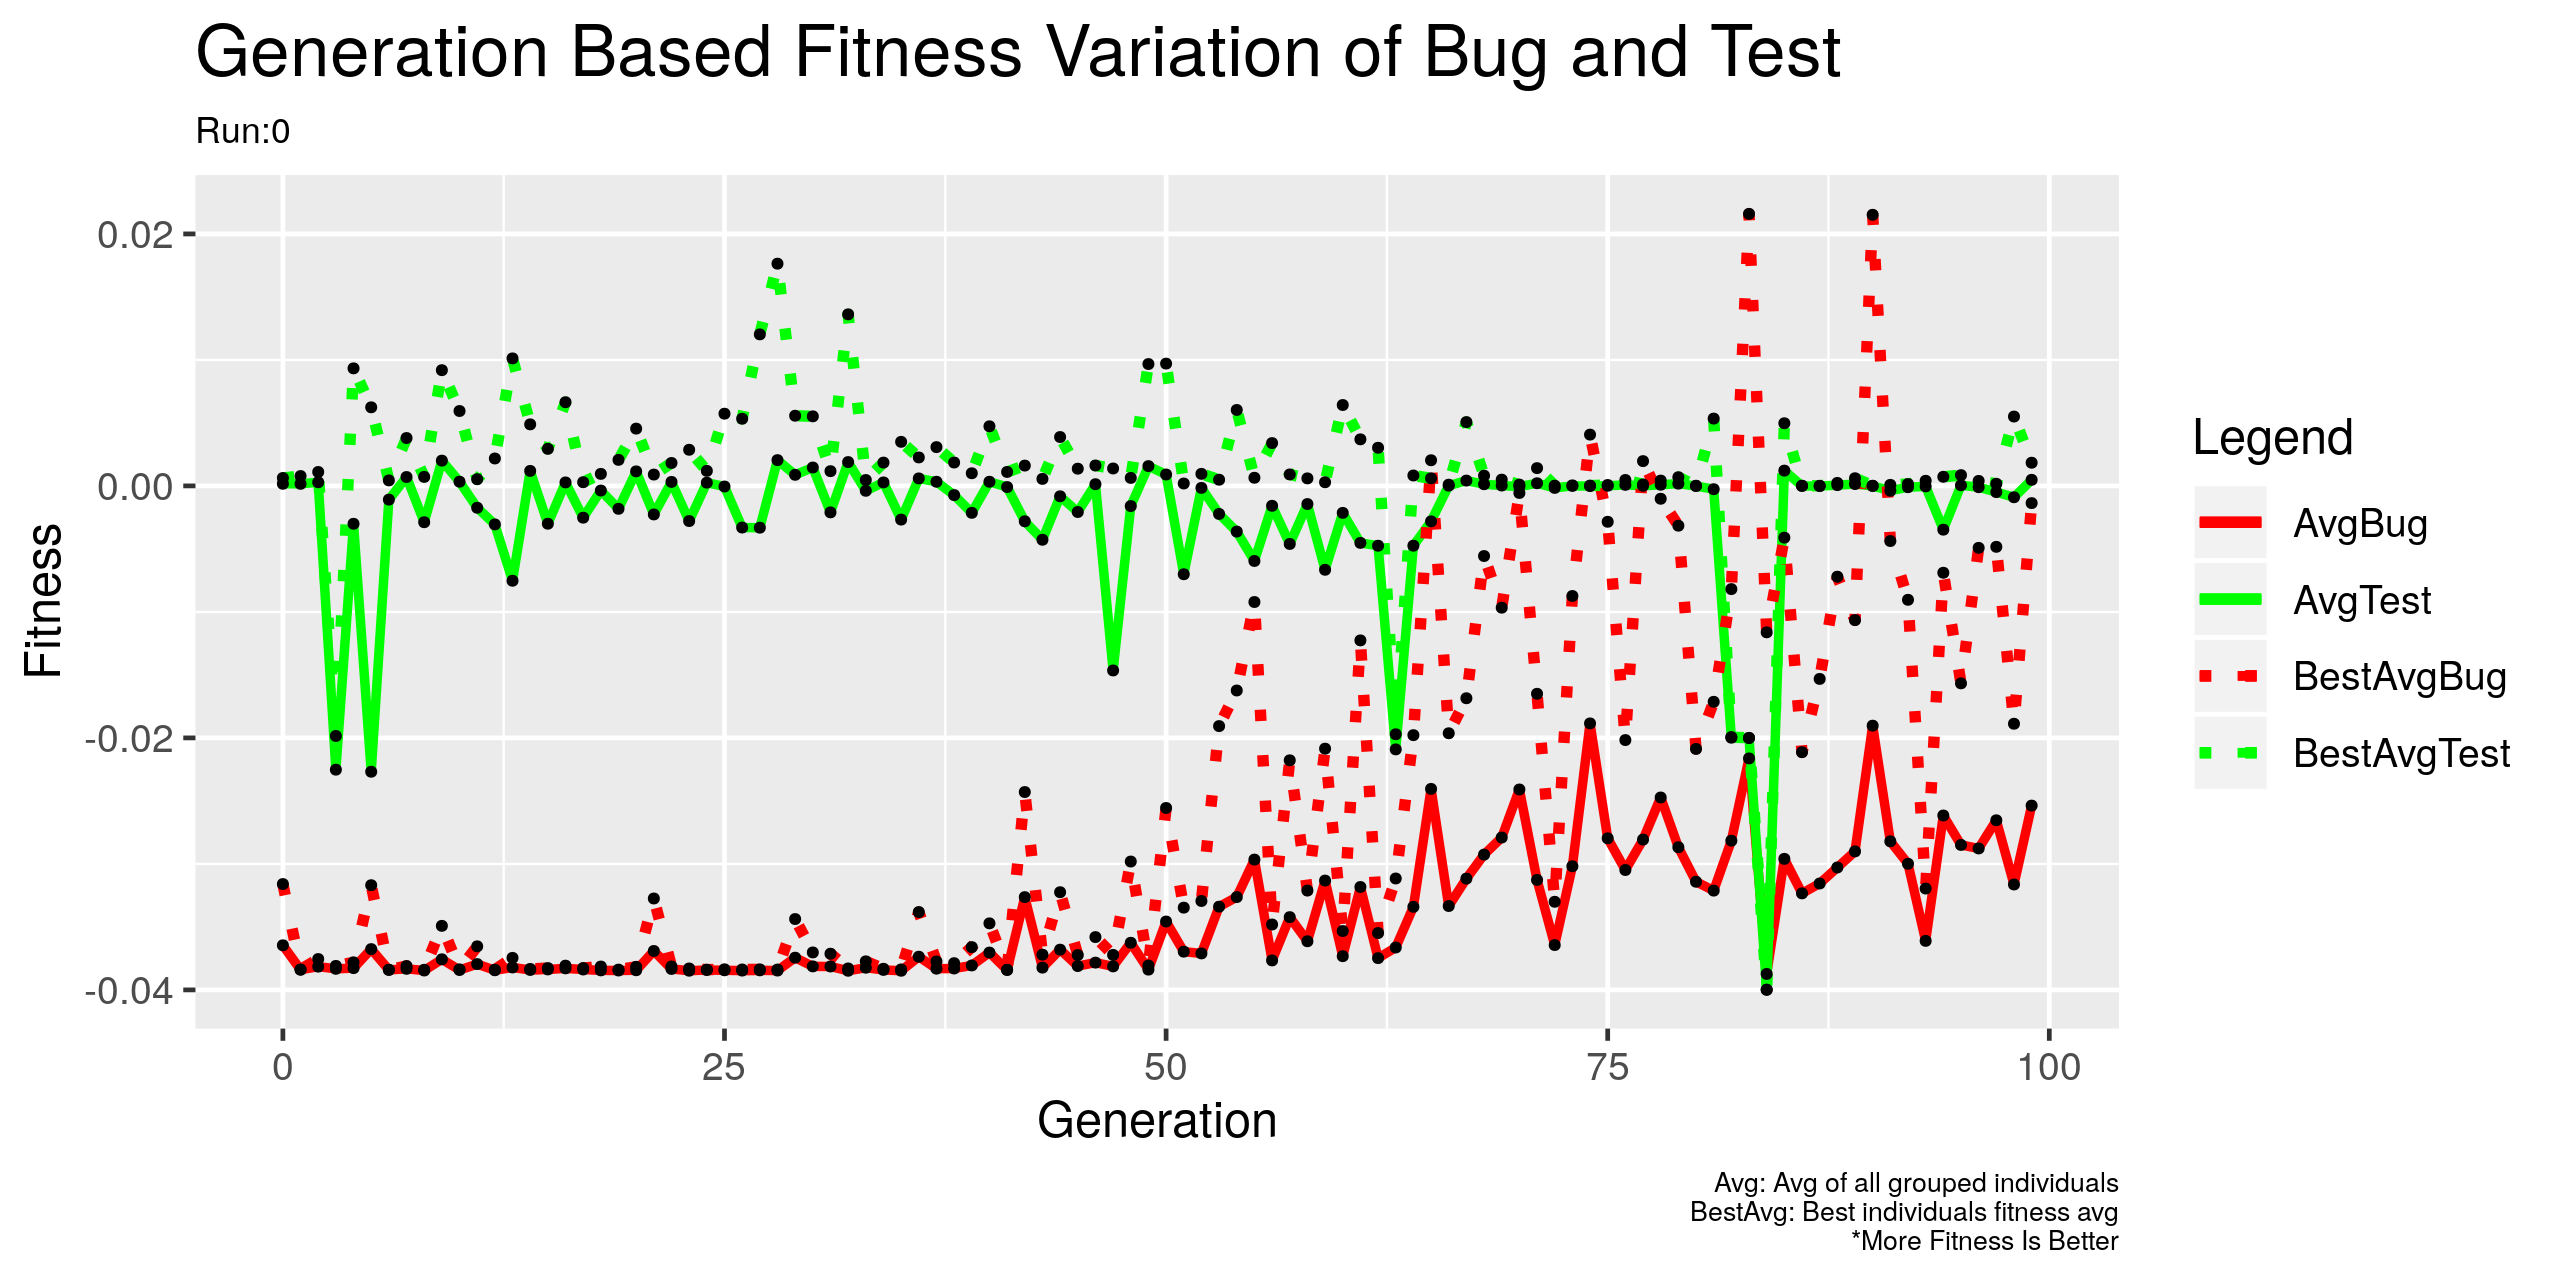 Generation Based Fitness Variation of Bug and Test
Run:0
Fitness
0.02
0.00
-0.02
-0.04
0
25
50
75
100
Generation
Legend
AvgBug
AvgTest
BestAvgBug
BestAvgTest
Avg: Avg of all grouped individuals
BestAvg: Best individuals fitness avg
*More Fitness Is Better